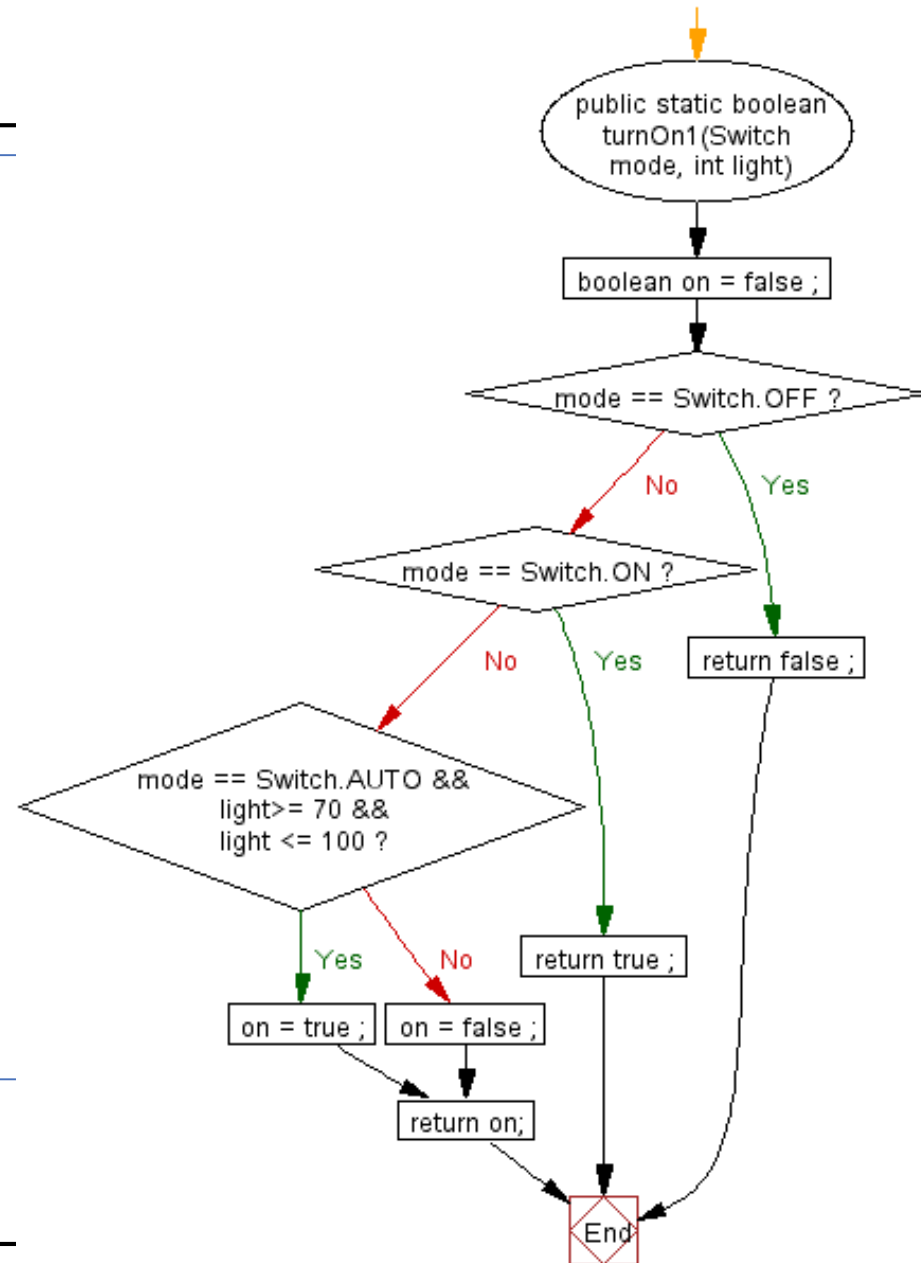 public static boolean
turnOn1(Switch
mode, int light)
boolean on = false ;
mode == Switch.OFF ?
No
Yes
mode == Switch.ON ?
return false ;
No
Yes
mode == Switch.AUTO &&
light>= 70 &&
light <= 100 ?
return true ;
Yes
No
on = true ;
on = false ;
return on;
End